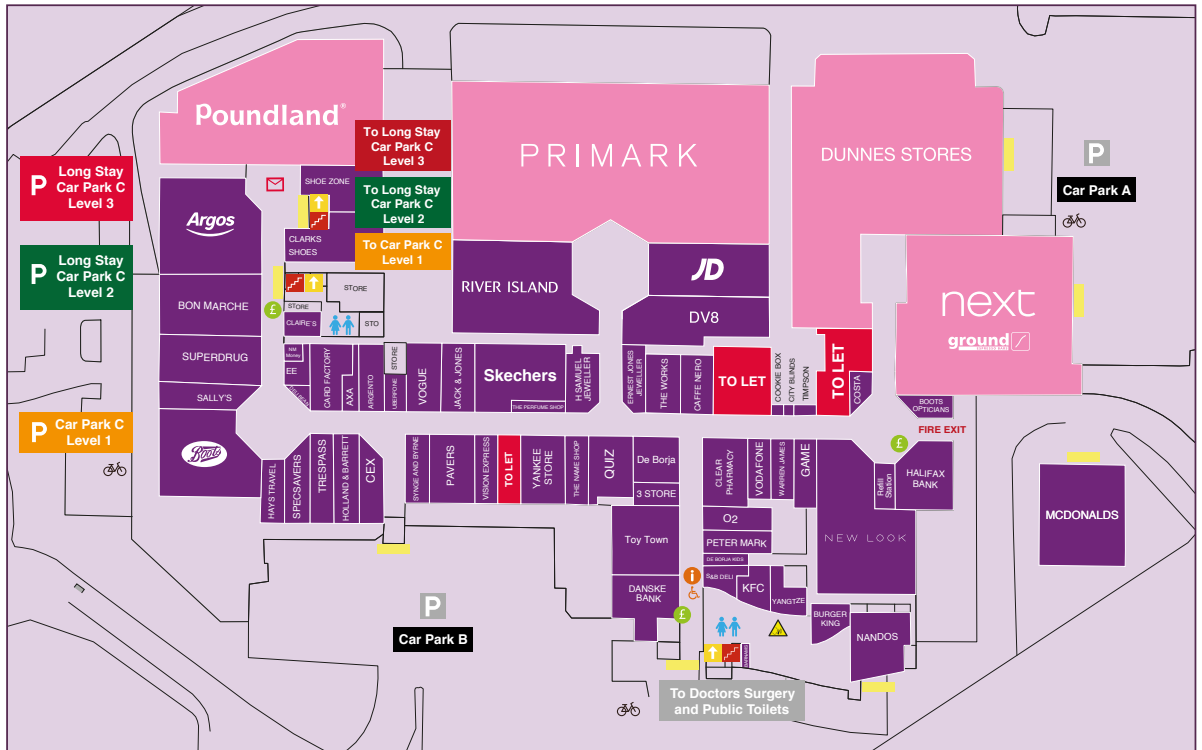 Poundland®
PRIMARK
DUNNES STORES
next
ground
To Long Stay
Car Park C
Level 3
To Long Stay
Car Park C
Level 2
To Car Park C
Level 1
P
Long Stay
Car Park C
Level 3
P
Long Stay
Car Park C
Level 2
P
Car Park C
Level 1
P
Car Park A
SHOE ZONE
CLARKS
SHOES
Argos
BON MARCHE
SUPERDRUG
SALLY'S
Boots
£
STORE
STORE
CLAIRE'S
STO
RIVER ISLAND
JD
DV8
NM
Money
EE
CARD FACTORY
AXA
ARGENTO
STORE
UBERFONE
VOGUE
JACK & JONES
Skechers
THE PERFUME SHOP
H SAMUEL
JEWELLER
ERNEST JONES
JEWELLER
THE WORKS
CAFFE NERO
TO LET
COOKIE BOX
CITY BLINDS
TIMPSON
TO LET
COSTA
BOOTS
OPTICIANS
FIRE EXIT
£
HAYS TRAVEL
SPECSAVERS
TRESPASS
HOLLAND & BARRETT
CEX
SYNGE AND BYRNE
PAVERS
VISION EXPRESS
TO LET
YANKEE
STORE
THE NAME SHOP
QUIZ
De Borja
3 STORE
CLEAR
PHARMACY
VODAFONE
WARREN JAMES
GAME
Refill
Station
HALIFAX
BANK
MCDONALDS
O2
PETER MARK
DE BORJA KIDS
S&B DELI
KFC
YANGTZE
NEW LOOK
Toy Town
DANSKE
BANK
£
i
BURGER
KING
NANDOS
P
Car Park B
To Doctors Surgery
and Public Toilets